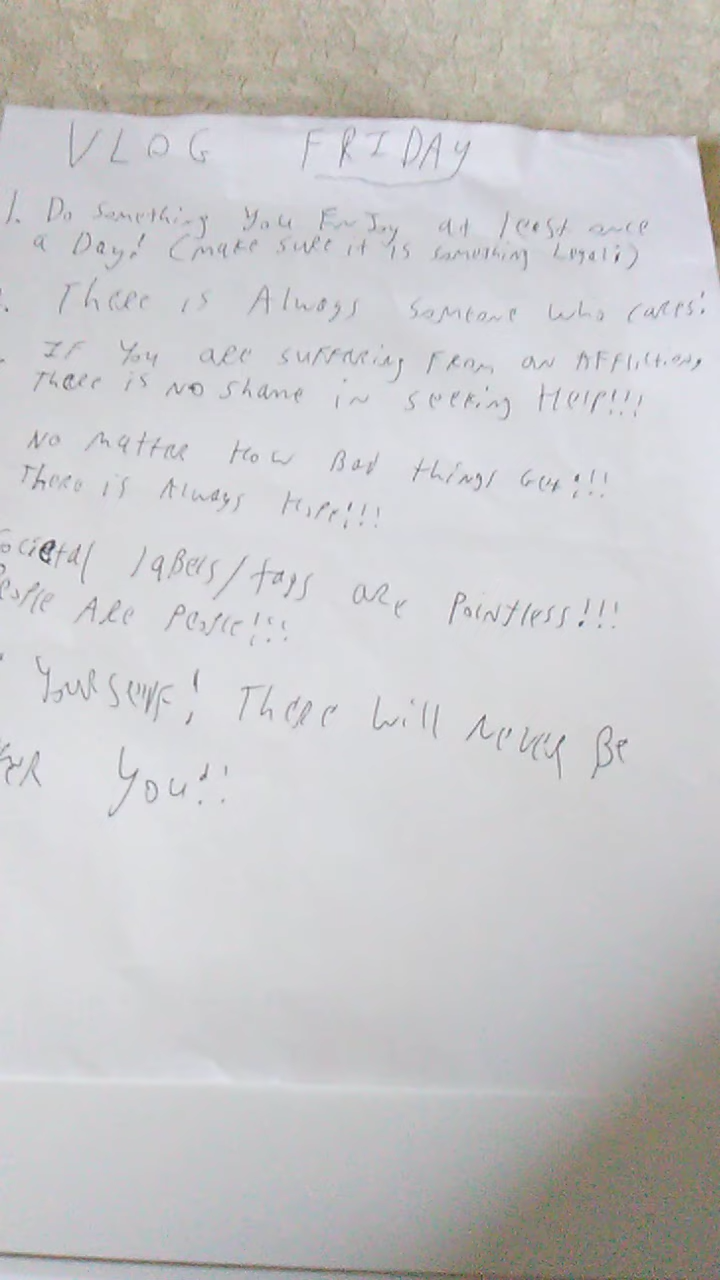 VLOG FRIDAY
1. Do something You EnJoy at least once
a Day! (make sure it is something Legal;)
There is Always someone who cares!
IF You are suffering From an AFFliction,
There is No shame in seeking Help!!!
No matter How Bad things Get!!!
There is Always Hope!!!
societal labels/tags are Pointless!!!
People Are People!!!
Yourself! There will Never Be
You!!